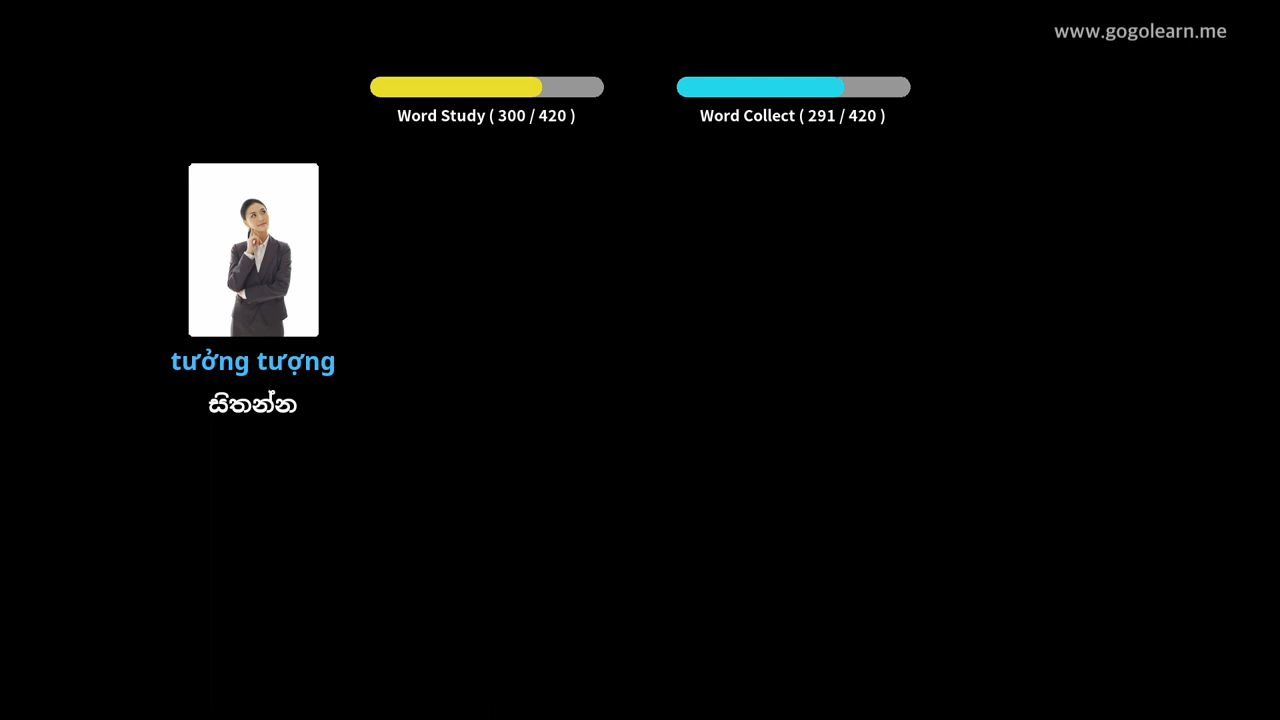 www.gogolearn.me
Word Study ( 300 / 420 )
Word Collect ( 291 / 420 )
tưởng tượng
සිතන්න